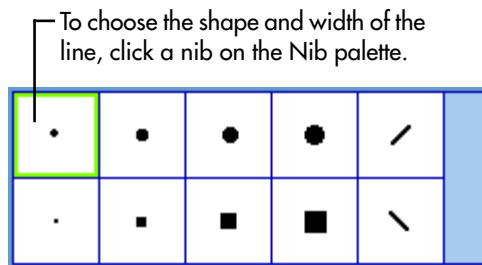 To choose the shape and width of the
line, click a nib on the Nib palette.